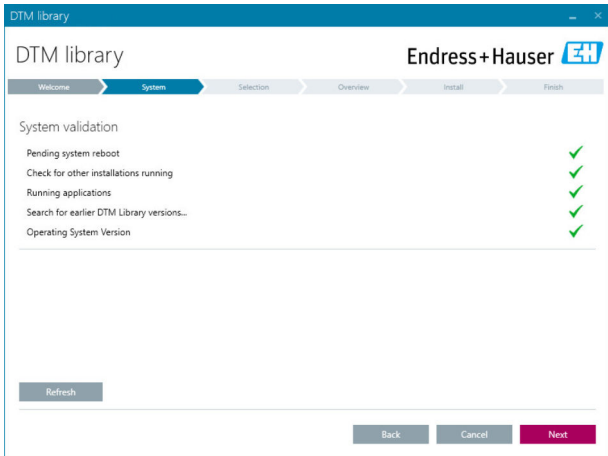 DTM library
DTM library
Endress+Hauser EH
Welcome System Selection Overview Install Finish
System validation
Pending system reboot
Check for other installations running
Running applications
Search for earlier DTM Library versions...
Operating System Version
Refresh
Back Cancel Next